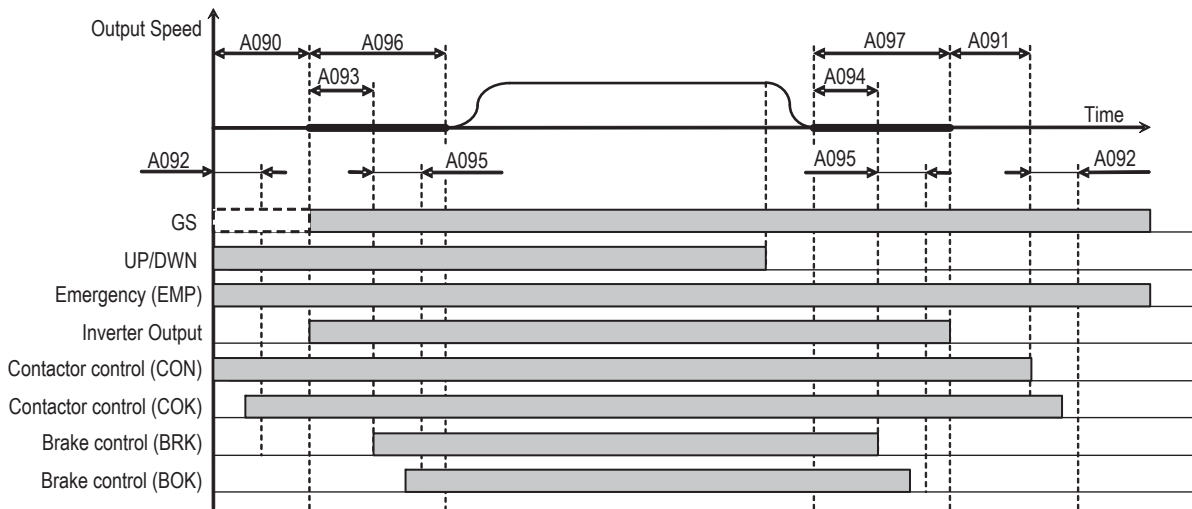 Output Speed
A090
A096
A097
A091
A093
A094
Time
A092
A095
A095
A092
GS
UP/DWN
Emergency (EMP)
Inverter Output
Contactor control (CON)
Contactor control (COK)
Brake control (BRK)
Brake control (BOK)